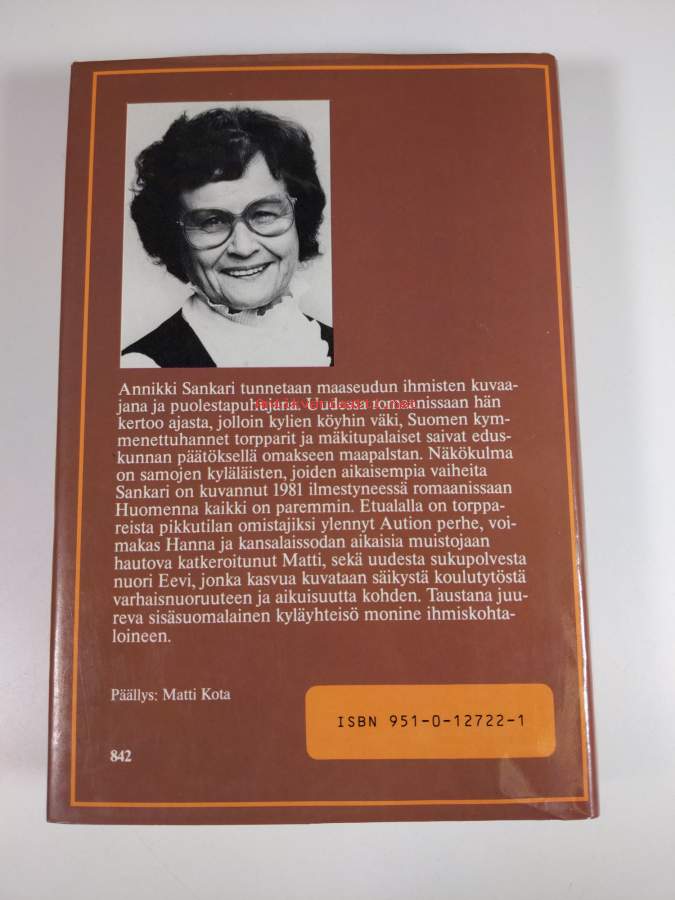 Annikki Sankari tunnetaan maaseudun ihmisten kuvaa-
jana ja puolestapuhujana. Uudessa romaanissaan hän
kertoo ajasta, jolloin kylien köyhin väki, Suomen kym-
menettuhannet torpparit ja mäkitupalaiset saivat edus-
kunnan päätöksellä omakseen maapalstan. Näkökulma
on samojen kyläläisten, joiden aikaisempia vaiheita
Sankari on kuvannut 1981 ilmestyneessä romaanissaan
Huomenna kaikki on paremmin. Etualalla on torppa-
reista pikkutilan omistajiksi ylennyt Aution perhe, voi-
makas Hanna ja kansalaissodan aikaisia muistojaan
hautova katkeroitunut Matti, sekä uudesta sukupolvesta
nuori Eevi, jonka kasvua kuvataan säikystä koulutytöstä
varhaisnuoruuteen ja aikuisuutta kohden. Taustana juu-
reva sisäsuomalainen kyläyhteisö monine ihmiskohta-
loineen.
Päällys: Matti Kota
ISBN 951-0-12722-1
842